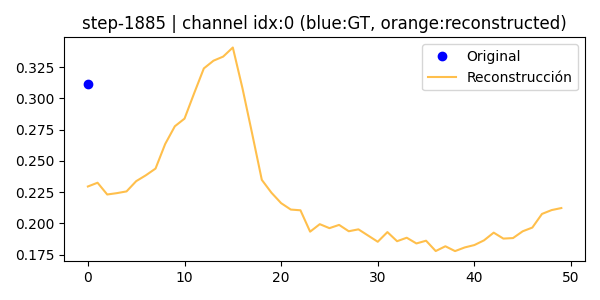 step-1885 | channel idx:0 (blue:GT, orange:reconstructed)
Original
Reconstrucción
0.325
0.300
0.275
0.250
0.225
0.200
0.175
0 10 20 30 40 50